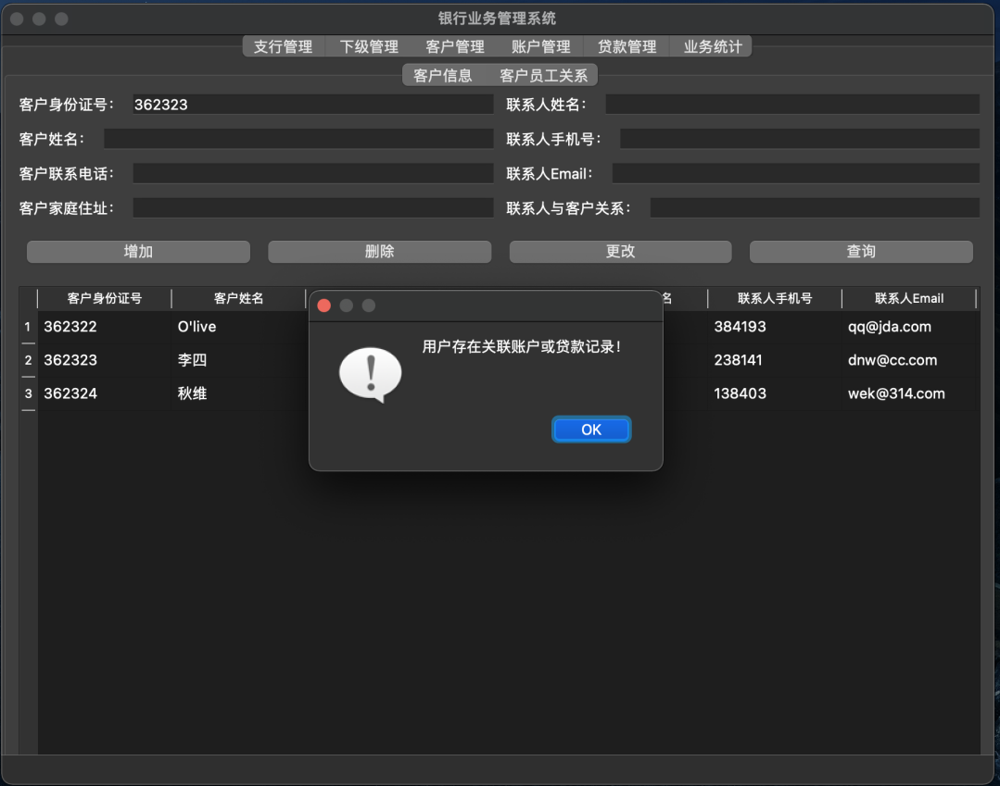 银行业务管理系统
支行管理 下级管理 客户管理 账户管理 贷款管理 业务统计
客户信息 客户员工关系
客户身份证号： 362323 联系人姓名：
客户姓名： 联系人手机号：
客户联系电话： 联系人Email：
客户家庭住址： 联系人与客户关系：
增加 删除 更改 查询
客户身份证号 客户姓名 名 联系人手机号 联系人Email
1 362322 O'live 384193 qq@jda.com
2 362323 李四 238141 dnw@cc.com
3 362324 秋维 138403 wek@314.com
用户存在关联账户或贷款记录！
OK